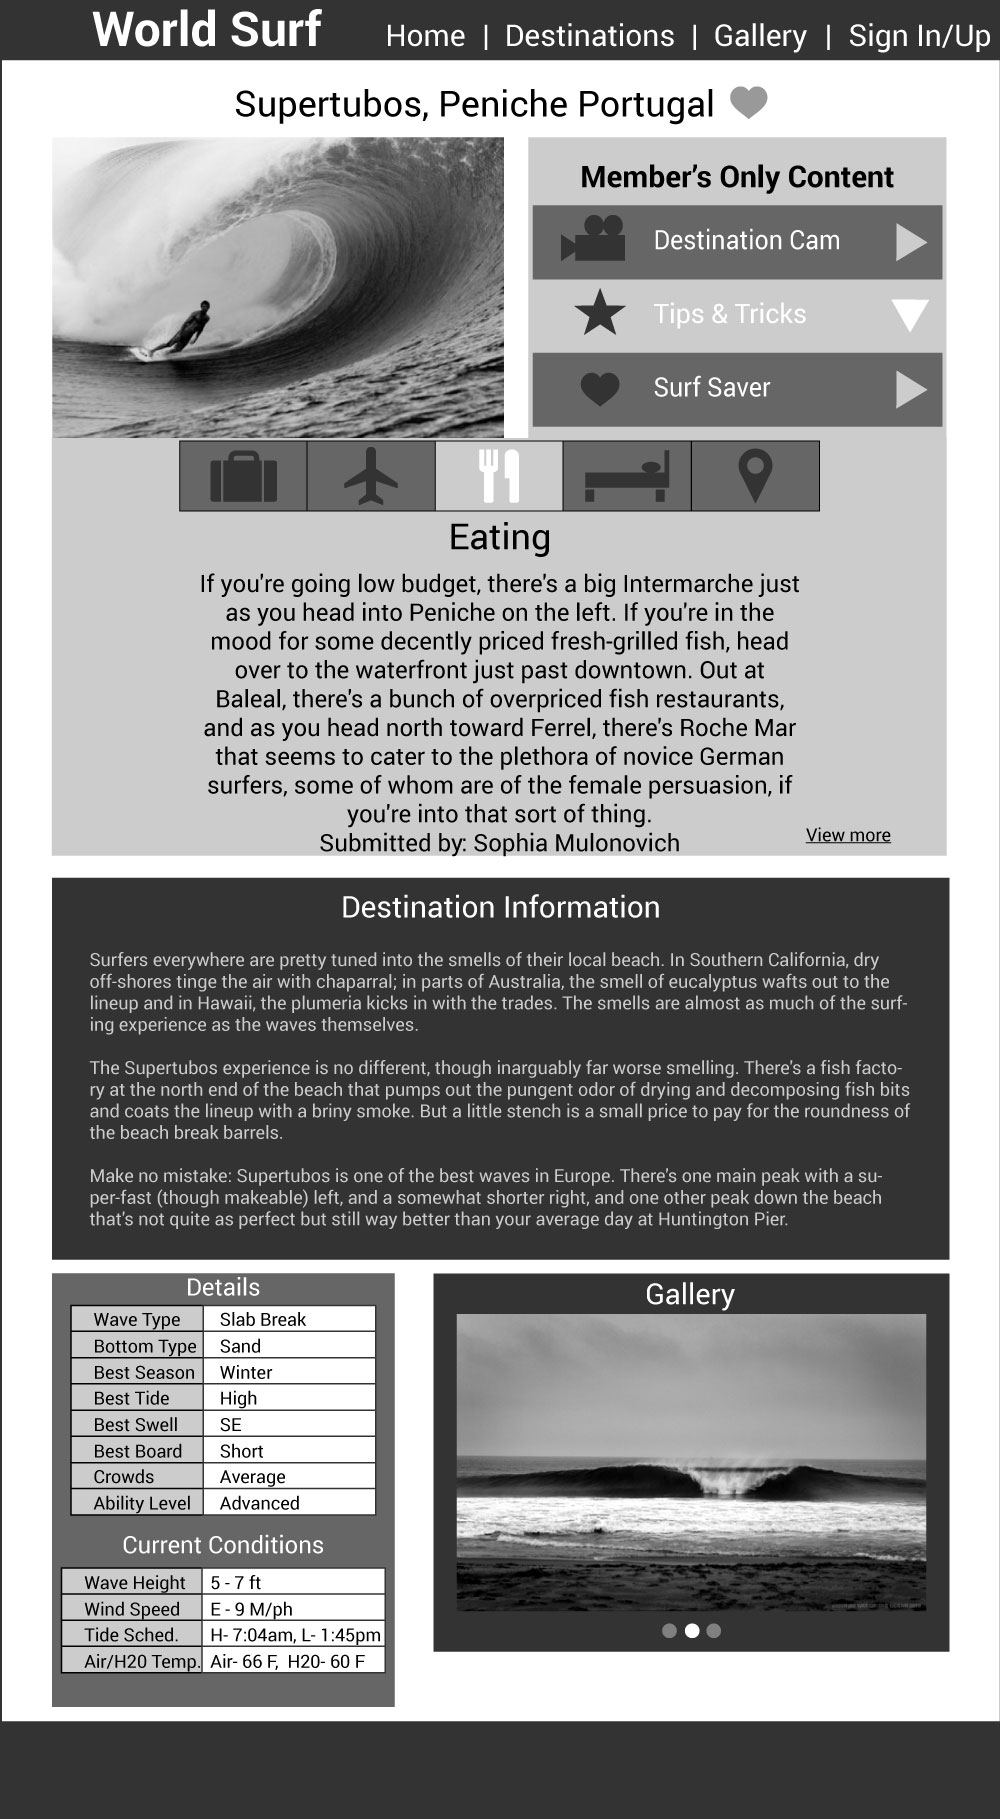 World Surf
Home | Destinations | Gallery | Sign In/Up
Supertubos, Peniche Portugal
Member’s Only Content
Destination Cam
Tips & Tricks
Surf Saver
Eating
If you're going low budget, there's a big Intermarche just
as you head into Peniche on the left. If you're in the
mood for some decently priced fresh-grilled fish, head
over to the waterfront just past downtown. Out at
Baleal, there's a bunch of overpriced fish restaurants,
and as you head north toward Ferrel, there's Roche Mar
that seems to cater to the plethora of novice German
surfers, some of whom are of the female persuasion, if
you're into that sort of thing.
Submitted by: Sophia Mulonovich
View more
Destination Information
Surfers everywhere are pretty tuned into the smells of their local beach. In Southern California, dry
off-shores tinge the air with chaparral; in parts of Australia, the smell of eucalyptus wafts out to the
lineup and in Hawaii, the plumeria kicks in with the trades. The smells are almost as much of the surf-
ing experience as the waves themselves.
The Supertubos experience is no different, though inarguably far worse smelling. There's a fish facto-
ry at the north end of the beach that pumps out the pungent odor of drying and decomposing fish bits
and coats the lineup with a briny smoke. But a little stench is a small price to pay for the roundness of
the beach break barrels.
Make no mistake: Supertubos is one of the best waves in Europe. There's one main peak with a su-
per-fast (though makeable) left, and a somewhat shorter right, and one other peak down the beach
that's not quite as perfect but still way better than your average day at Huntington Pier.
Details
Wave Type Slab Break
Bottom Type Sand
Best Season Winter
Best Tide High
Best Swell SE
Best Board Short
Crowds Average
Ability Level Advanced
Current Conditions
Wave Height 5 - 7 ft
Wind Speed E - 9 M/ph
Tide Sched. H- 7:04am, L- 1:45pm
Air/H20 Temp. Air- 66 F, H20- 60 F
Gallery